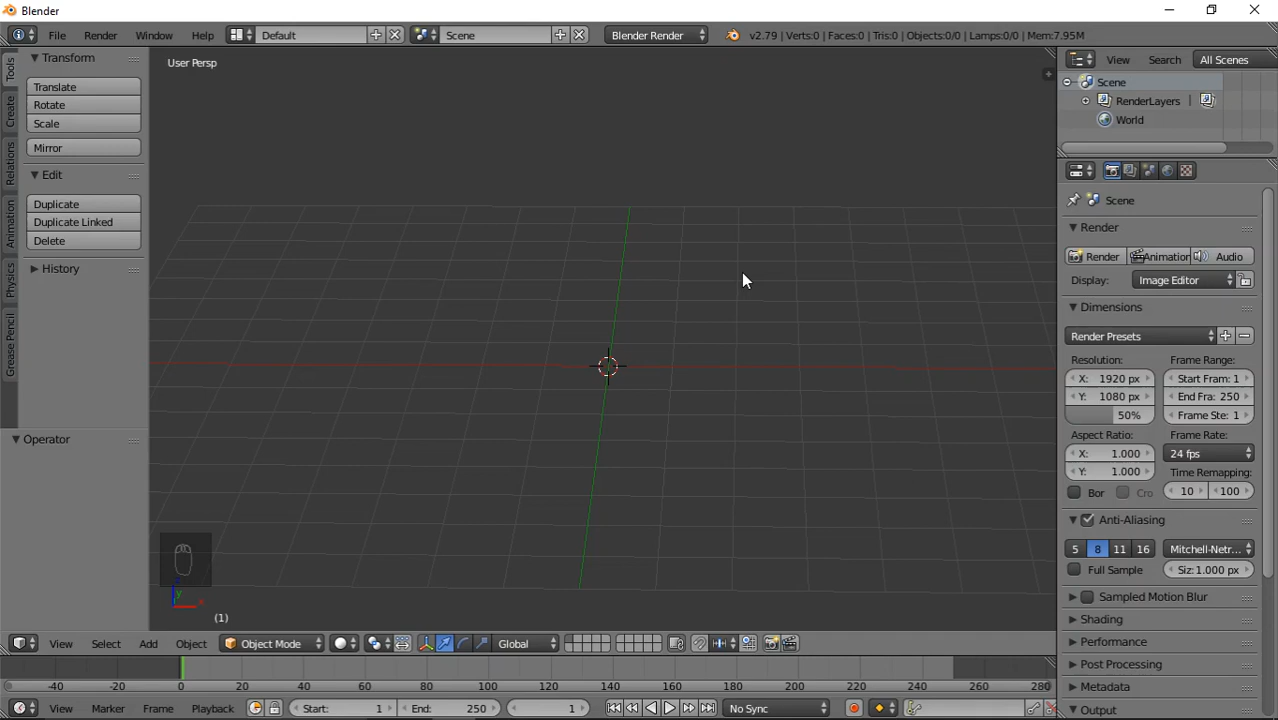 Blender
File Render Window Help Default Scene Blender Render v2.79 | Verts:0 | Faces:0 | Tris:0 | Objects:0/0 | Lamps:0/0 | Mem:7.95M
Tools
Create
Relations
Animation
Physics
Grease Pencil
Transform
Translate
Rotate
Scale
Mirror
Edit
Duplicate
Duplicate Linked
Delete
History
Operator
User Persp
(1)
View Search All Scenes
Scene
RenderLayers
World
Scene
Render
Render Animation Audio
Display: Image Editor
Dimensions
Render Presets
Resolution: Frame Range:
X: 1920 px Start Fram: 1
Y: 1080 px End Fra: 250
50% Frame Ste: 1
Aspect Ratio: Frame Rate:
X: 1.000 24 fps
Y: 1.000 Time Remapping:
Bor Cro 10 100
Anti-Aliasing
5 8 11 16 Mitchell-Netr...
Full Sample Siz: 1.000 px
Sampled Motion Blur
Shading
Performance
Post Processing
Metadata
Output
View Select Add Object Object Mode Global
-40 -20 0 20 40 60 80 100 120 140 160 180 200 220 240 260 280
View Marker Frame Playback Start: 1 End: 250 1 No Sync